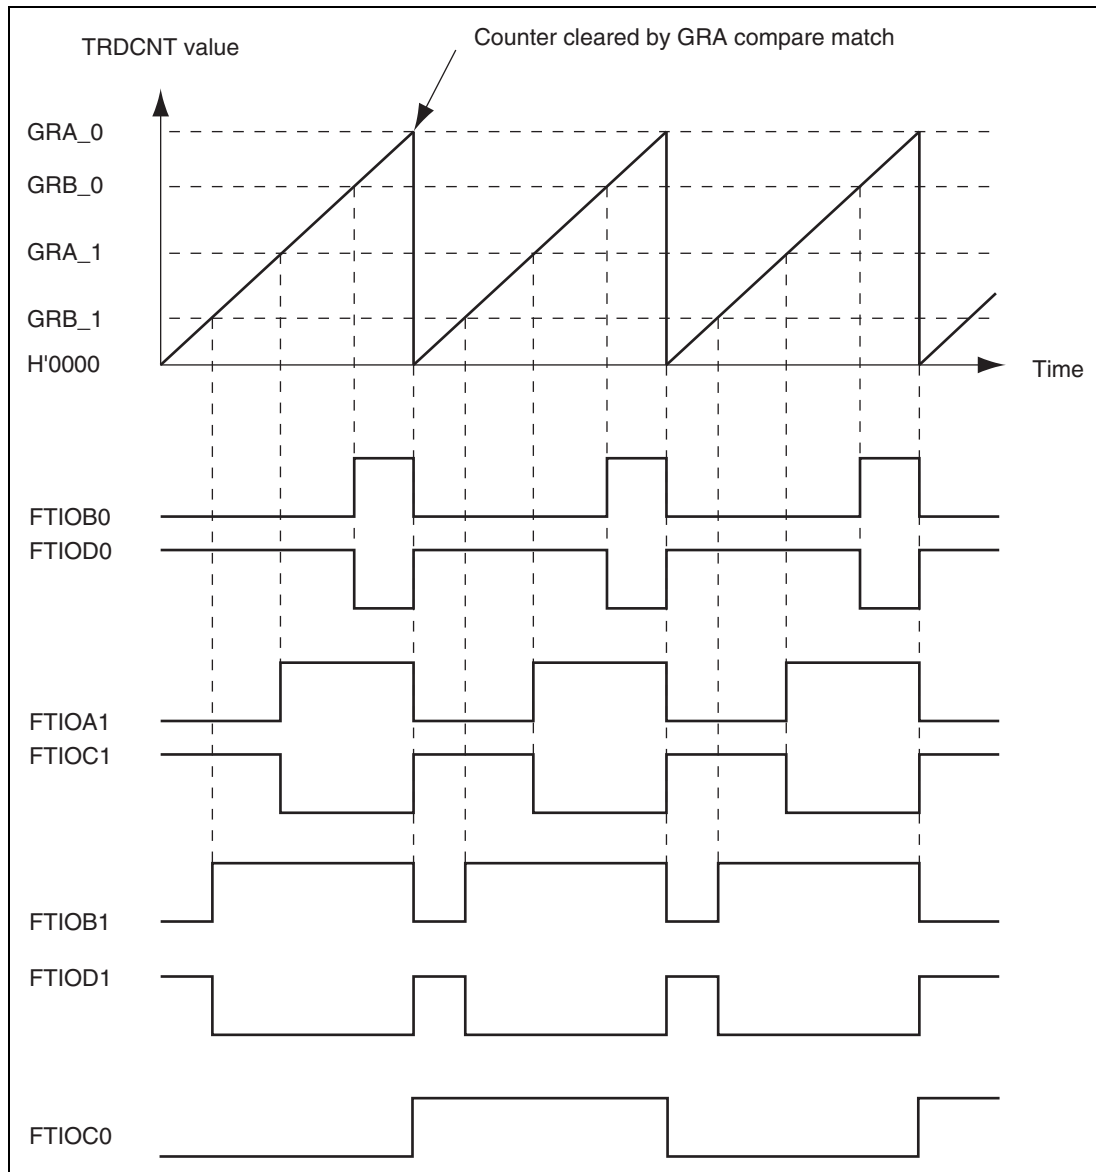 Counter cleared by GRA compare match
TRDCNT value
GRA_0
GRB_0
GRA_1
GRB_1
H'0000
Time
FTIOB0
FTIOD0
FTIOA1
FTIOC1
FTIOB1
FTIOD1
FTIOC0